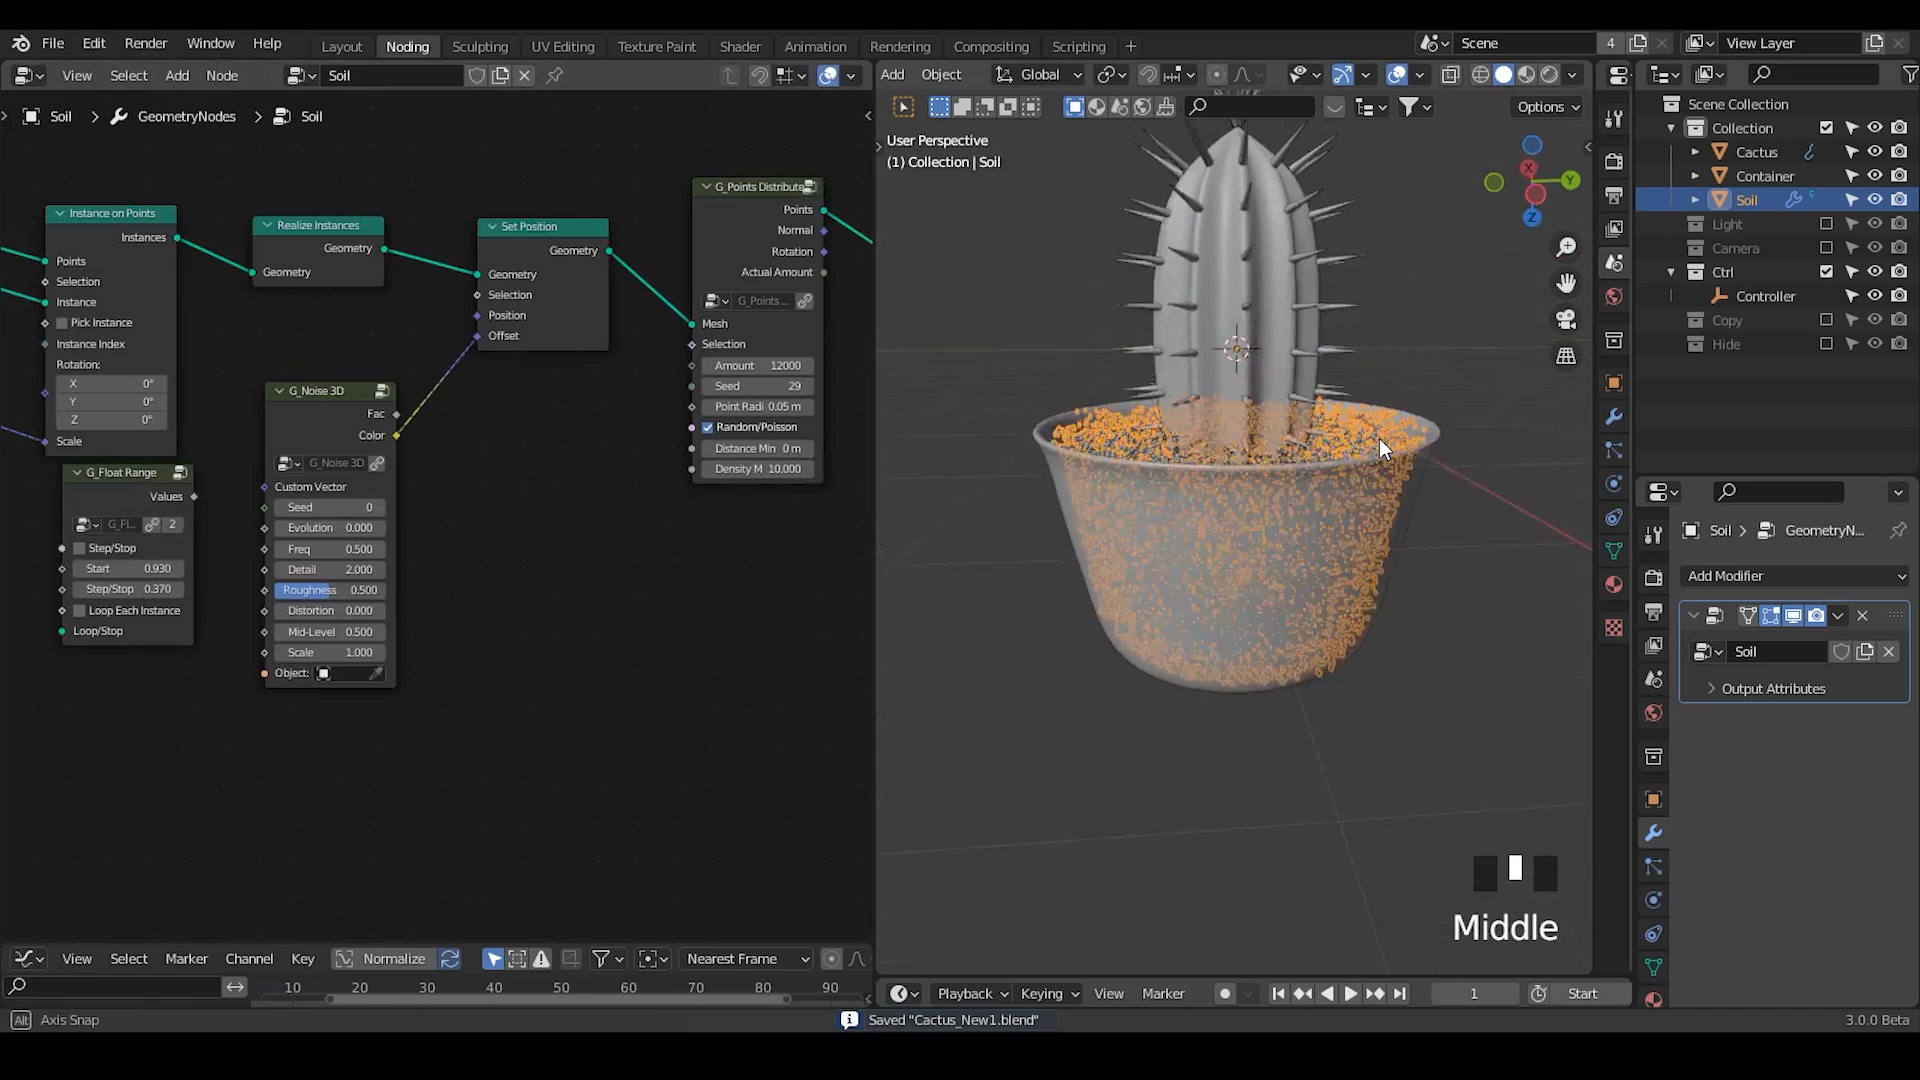 File Edit Render Window Help Layout Noding Sculpting UV Editing Texture Paint Shader Animation Rendering Compositing Scripting + Scene 4 View Layer
View Select Add Node Soil Add Object Global
Soil > GeometryNodes > Soil Options
User Perspective
(1) Collection | Soil
Instance on Points
Instances
Points
Selection
Instance
Pick Instance
Instance Index
Rotation:
X 0°
Y 0°
Z 0°
Scale
Realize Instances
Geometry
Geometry
Set Position
Geometry
Geometry
Selection
Position
Offset
G_Points Distribute
Points
Normal
Rotation
Actual Amount
G_Points ...
Mesh
Selection
Amount 12000
Seed 29
Point Radi 0.05 m
Random/Poisson
Distance Min 0 m
Density M 10.000
G_Float Range
Values
G_Fl... 2
Step/Stop
Start 0.930
Step/Stop 0.370
Loop Each Instance
Loop/Stop
G_Noise 3D
Fac
Color
G_Noise 3D
Custom Vector
Seed 0
Evolution 0.000
Freq 0.500
Detail 2.000
Roughness 0.500
Distortion 0.000
Mid-Level 0.500
Scale 1.000
Object:
Y
Z
X
Middle
Scene Collection
Collection
Cactus
Container
Soil
Light
Camera
Ctrl
Controller
Copy
Hide
Soil > GeometryN...
Add Modifier
Soil
Output Attributes
View Select Marker Channel Key Normalize Nearest Frame
10 20 30 40 50 60 70 80 90
Playback Keying View Marker 1 Start
Alt Axis Snap Saved "Cactus_New1.blend" 3.0.0 Beta